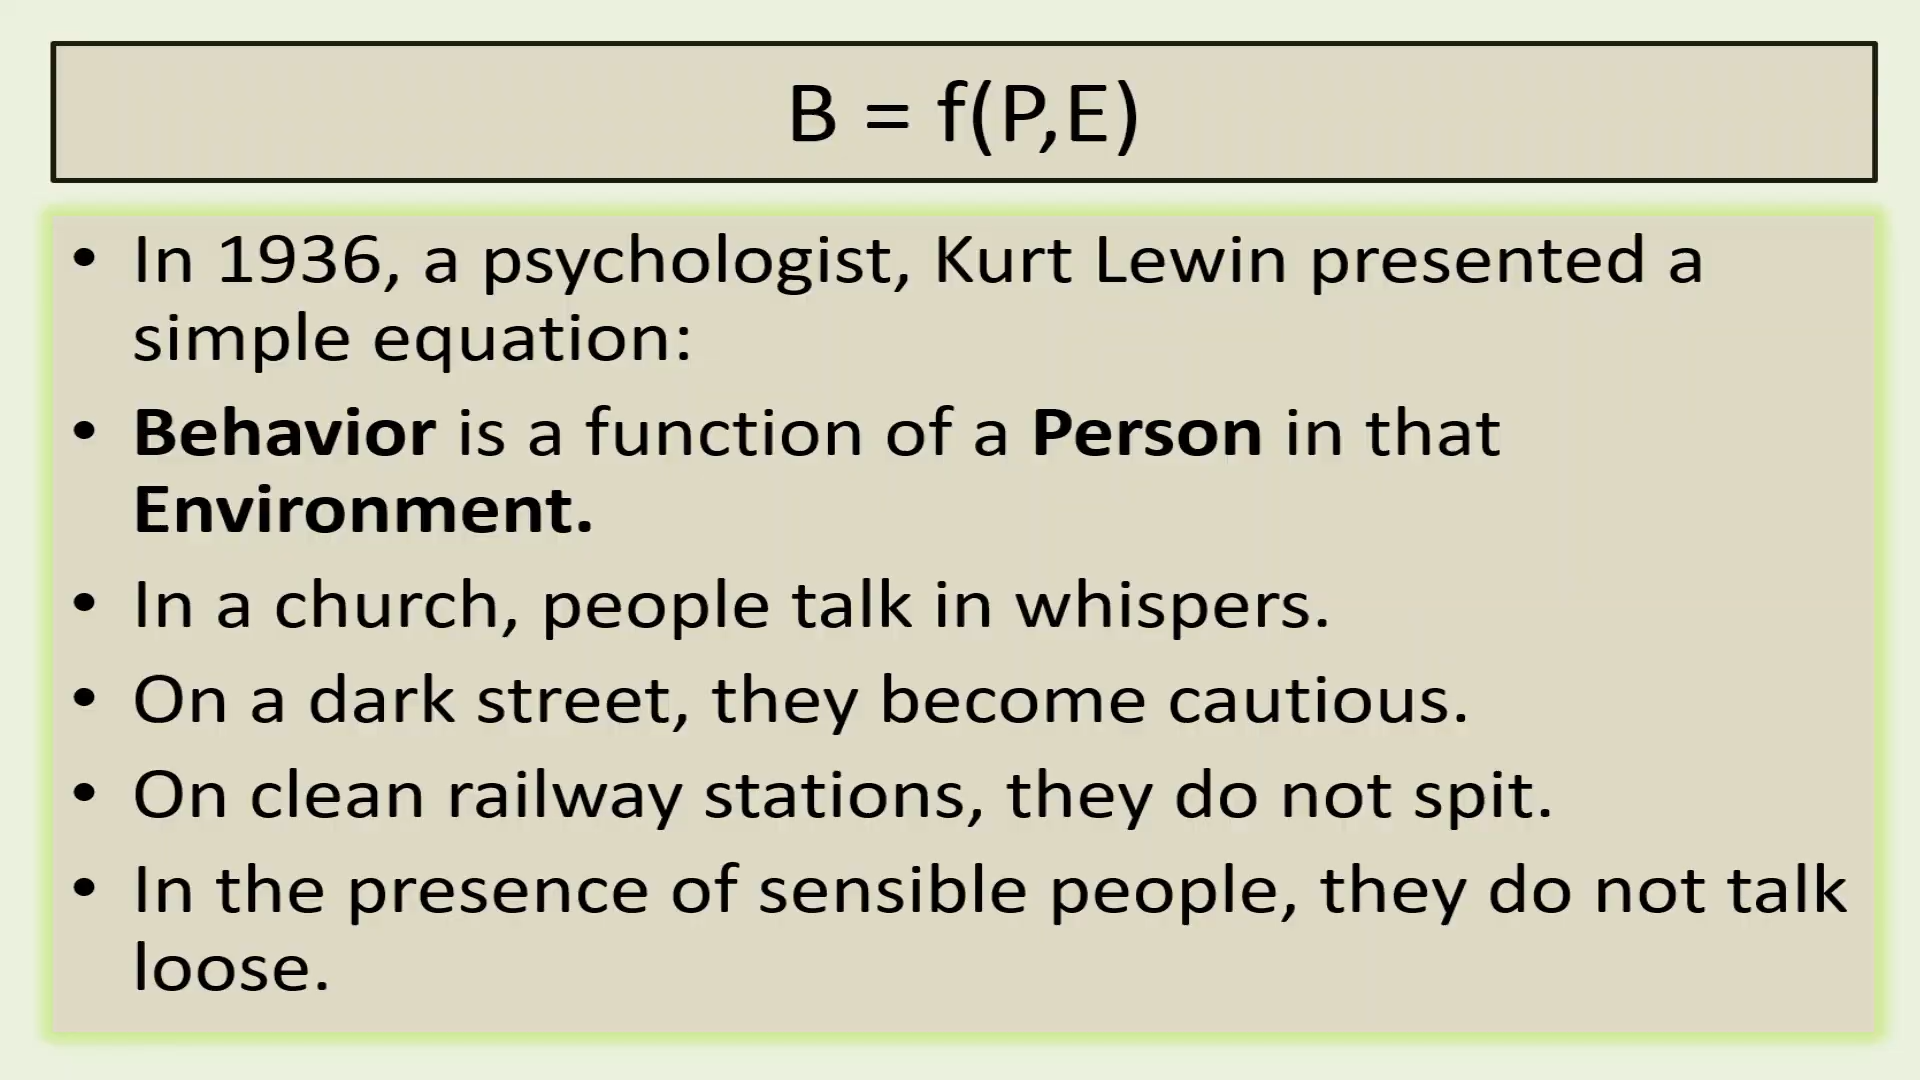 B = f(P,E)
• In 1936, a psychologist, Kurt Lewin presented a
simple equation:
• Behavior is a function of a Person in that
Environment.
• In a church, people talk in whispers.
• On a dark street, they become cautious.
• On clean railway stations, they do not spit.
• In the presence of sensible people, they do not talk
loose.